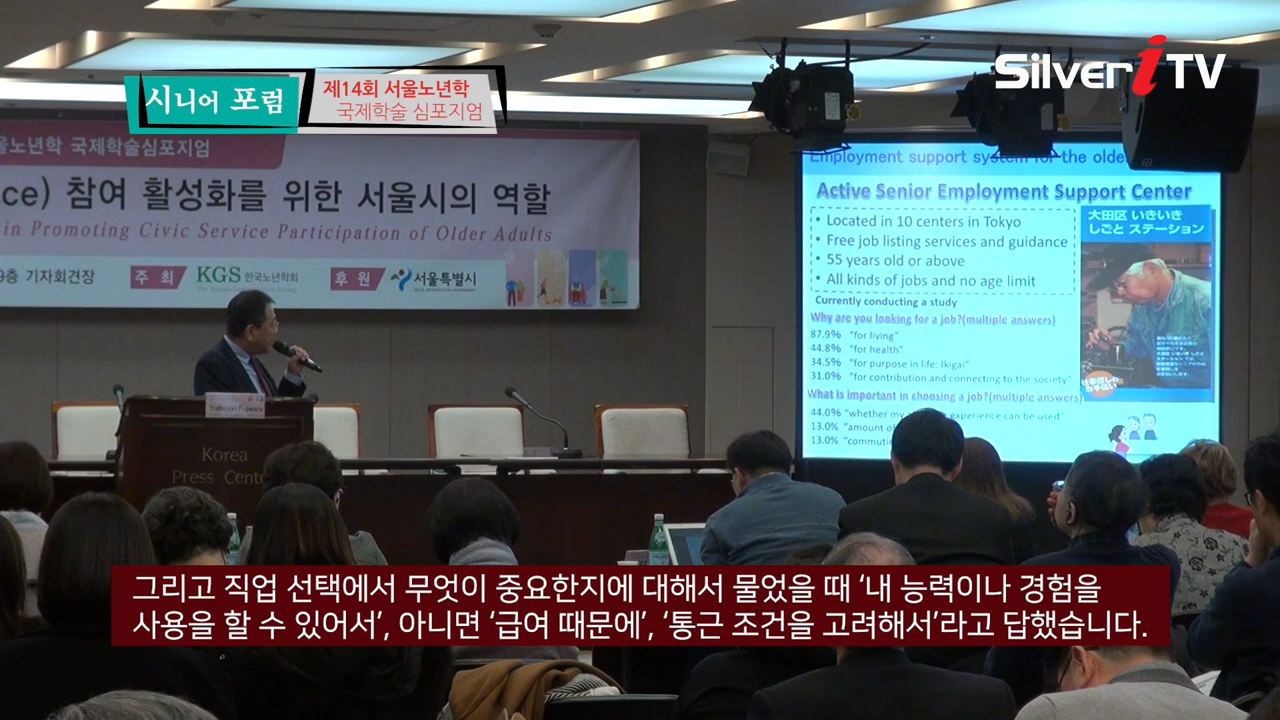 Silver i TV
시니어 포럼
제14회 서울노년학
국제학술 심포지엄
노년학 국제학술심포지엄
ce) 참여 활성화를 위한 서울시의 역할
in Promoting Civic Service Participation of Older Adults
9층 기자회견장
주 최
KGS 한국노년학회
후 원
서울특별시
Korea
Press Cente
Employment support system for the older
Active Senior Employment Support Center
• Located in 10 centers in Tokyo
• Free job listing services and guidance
• 55 years old or above
• All kinds of jobs and no age limit
Currently conducting a study
Why are you looking for a job?(multiple answers)
87.9% "for living"
44.8% "for health"
34.5% "for purpose in life: Ikigai"
31.0% "for contribution and connecting to the society"
What is important in choosing a job?(multiple answers)
44.0% "whether my experience can be used"
13.0% "amount of
13.0% "commuti
大田区 いきいき
しごと ステーション
그리고 직업 선택에서 무엇이 중요한지에 대해서 물었을 때 ‘내 능력이나 경험을
사용을 할 수 있어서’, 아니면 ‘급여 때문에’, ‘통근 조건을 고려해서’라고 답했습니다.